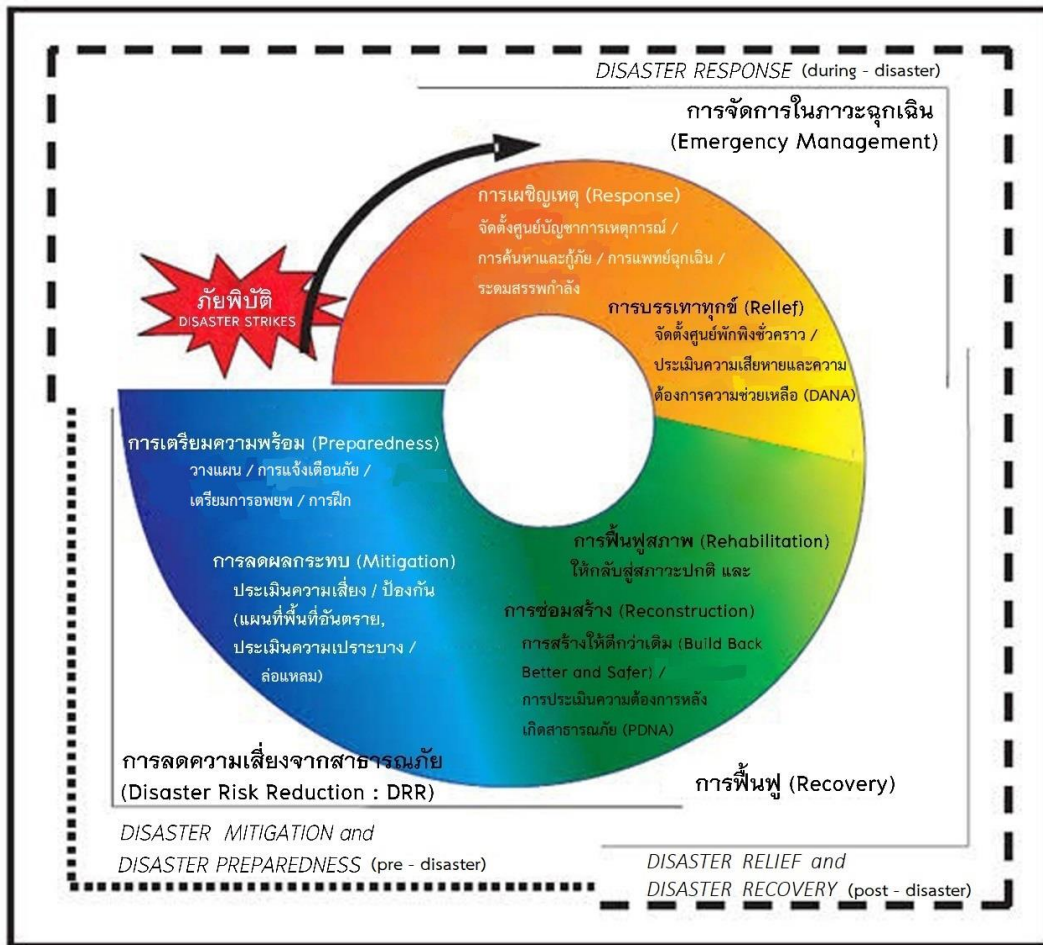 DISASTER RESPONSE (during - disaster)
การจัดการในภาวะฉุกเฉิน
(Emergency Management)
การเผชิญเหตุ (Response)
จัดตั้งศูนย์บัญชาการเหตุการณ์ /
การค้นหาและกู้ภัย / การแพทย์ฉุกเฉิน /
ระดมสรรพกำลัง
ภัยพิบัติ
DISASTER STRIKES
การบรรเทาทุกข์ (Rellef)
จัดตั้งศูนย์พักพิงชั่วคราว /
ประเมินความเสียหายและความ
ต้องการความช่วยเหลือ (DANA)
การเตรียมความพร้อม (Preparedness)
วางแผน / การแจ้งเตือนภัย /
เตรียมการอพยพ / การฝึก
การลดผลกระทบ (Mitigation)
ประเมินความเสี่ยง / ป้องกัน
(แผนที่พื้นที่อันตราย,
ประเมินความเปราะบาง /
ล่อแหลม)
การฟื้นฟูสภาพ (Rehabilitation)
ให้กลับสู่สภาวะปกติ และ
การซ่อมสร้าง (Reconstruction)
การสร้างให้ดีกว่าเดิม (Build Back
Better and Safer) /
การประเมินความต้องการหลัง
เกิดสาธารณภัย (PDNA)
การลดความเสี่ยงจากสาธารณภัย
(Disaster Risk Reduction : DRR)
การฟื้นฟู (Recovery)
DISASTER MITIGATION and
DISASTER PREPAREDNESS (pre - disaster)
DISASTER RELIEF and
DISASTER RECOVERY (post - disaster)